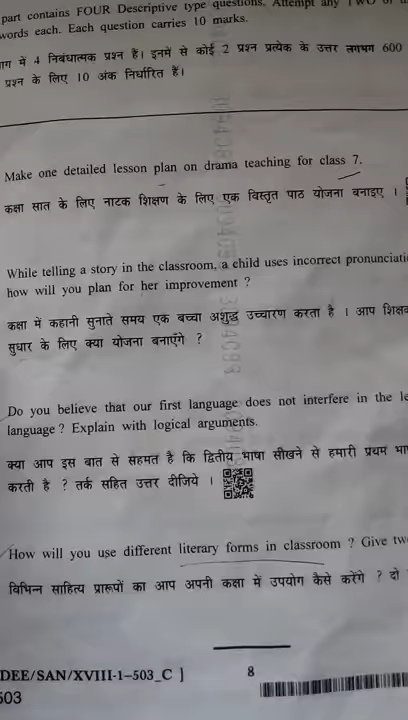 part contains FOUR Descriptive type questions. Attempt any TWO
words each. Each question carries 10 marks.
में 4 निबंधात्मक प्रश्न हैं। इनमें से कोई 2 प्रश्न प्रत्येक के उत्तर लगभग 600
प्रश्न के लिए 10 अंक निर्धारित हैं।
Make one detailed lesson plan on drama teaching for class 7.
कक्षा सात के लिए नाटक शिक्षण के लिए एक विस्तृत पाठ योजना बनाइए ।
While telling a story in the classroom, a child uses incorrect
how will you plan for her improvement ?
कक्षा में कहानी सुनाते समय एक बच्चा अशुद्ध उच्चारण करता है । आप
सुधार के लिए क्या योजना बनाएँगे ?
Do you believe that our first language does not interfere in the
language ? Explain with logical arguments.
क्या आप इस बात से सहमत है कि द्वितीय भाषा सीखने से हमारी प्रथम
करती है ? तर्क सहित उत्तर दीजिये ।
How will you use different literary forms in classroom ? Give
विभिन्न साहित्य प्रारूपों का आप अपनी कक्षा में उपयोग कैसे करेंगे ? दो
DEE/SAN/XVIII-1–503_C ] 8
503